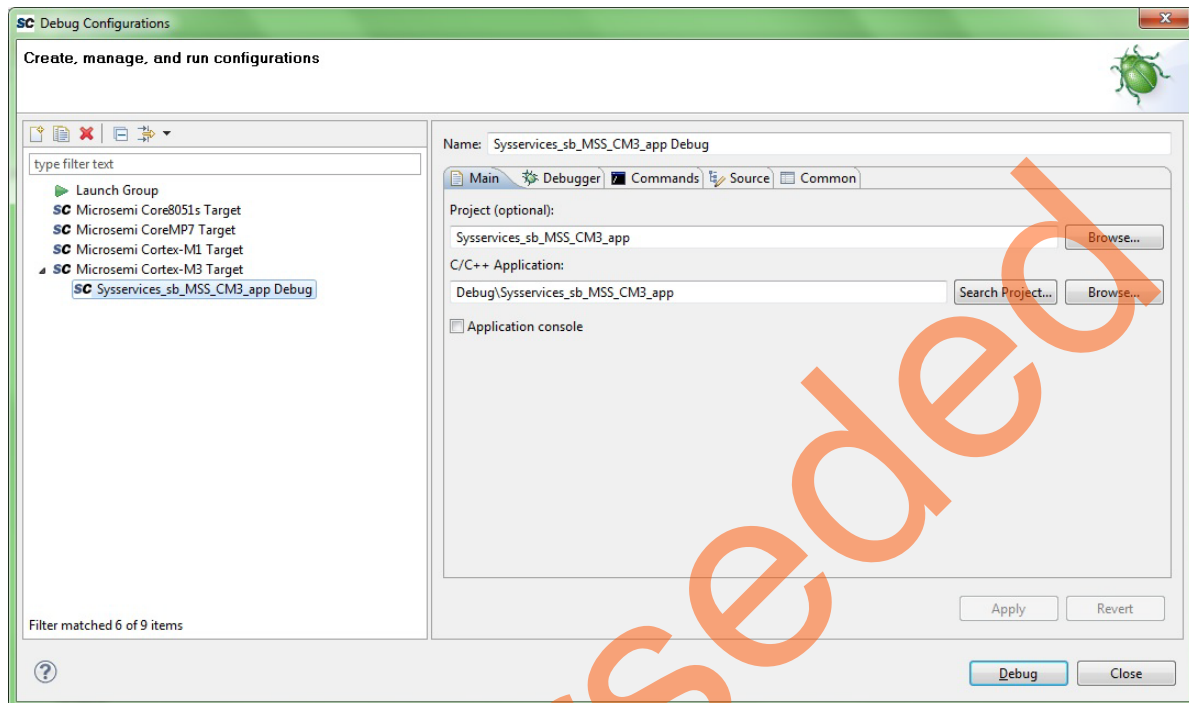 SC Debug Configurations
x
Create, manage, and run configurations
type filter text
Launch Group
SC Microsemi Core8051s Target
SC Microsemi CoreMP7 Target
SC Microsemi Cortex-M1 Target
SC Microsemi Cortex-M3 Target
SC Sysservices_sb_MSS_CM3_app Debug
Filter matched 6 of 9 items
Name: Sysservices_sb_MSS_CM3_app Debug
Main Debugger Commands Source Common
Project (optional):
Sysservices_sb_MSS_CM3_app Browse...
C/C++ Application:
Debug\Sysservices_sb_MSS_CM3_app Search Project... Browse...
Application console
Apply Revert
? Debug Close
seded